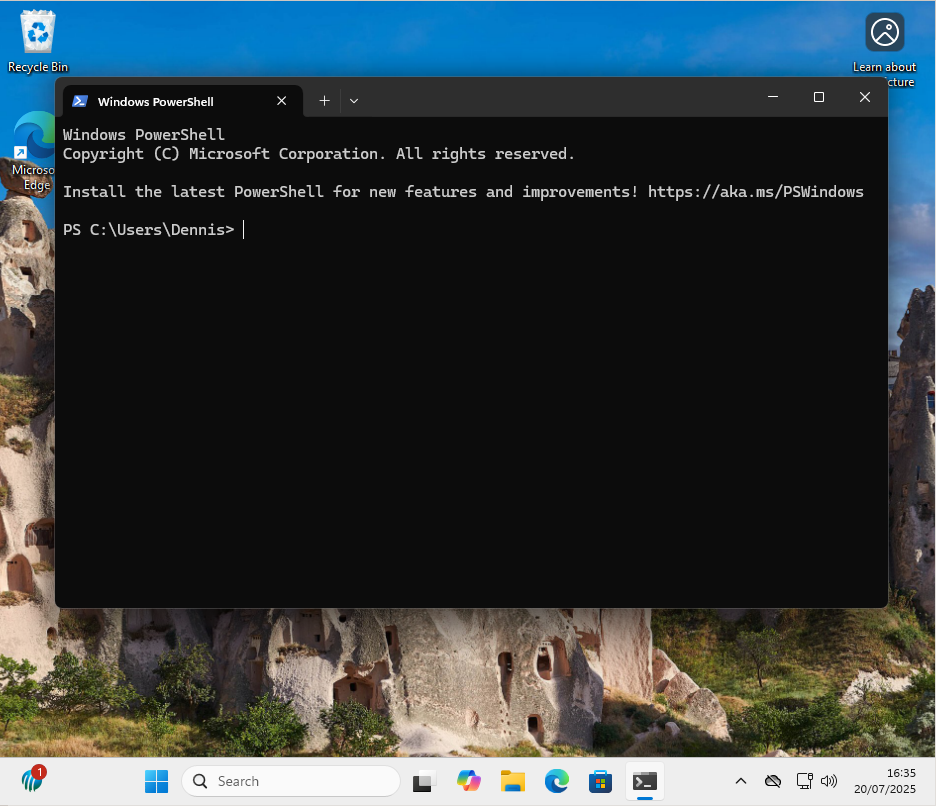 Recycle Bin
Learn about
cture
Windows PowerShell
Windows PowerShell
Copyright (C) Microsoft Corporation. All rights reserved.
Install the latest PowerShell for new features and improvements! https://aka.ms/PSWindows
PS C:\Users\Dennis>
Microso
Edge
1
Search
16:35
20/07/2025